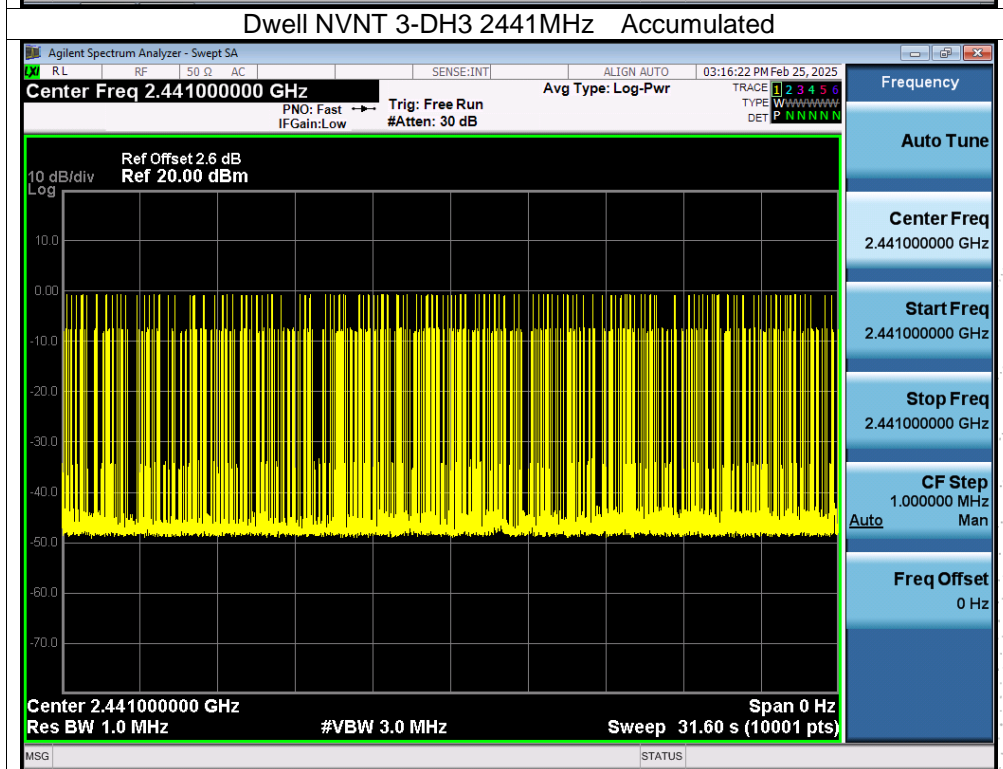 Dwell NVNT 3-DH3 2441MHz Accumulated
Agilent Spectrum Analyzer - Swept SA
LXI RL RF 50 Ω AC SENSE:INT ALIGN AUTO 03:16:22 PM Feb 25, 2025
Center Freq 2.441000000 GHz
PNO: Fast
IFGain:Low
Trig: Free Run
#Atten: 30 dB
Avg Type: Log-Pwr
TRACE 1 2 3 4 5 6
TYPE WWWWWW
DET P N N N N N
Frequency
Auto Tune
Center Freq
2.441000000 GHz
Start Freq
2.441000000 GHz
Stop Freq
2.441000000 GHz
CF Step
1.000000 MHz
Auto Man
Freq Offset
0 Hz
Ref Offset 2.6 dB
10 dB/div Ref 20.00 dBm
Log
10.0
0.00
-10.0
-20.0
-30.0
-40.0
-50.0
-60.0
-70.0
Center 2.441000000 GHz Span 0 Hz
Res BW 1.0 MHz #VBW 3.0 MHz Sweep 31.60 s (10001 pts)
MSG STATUS